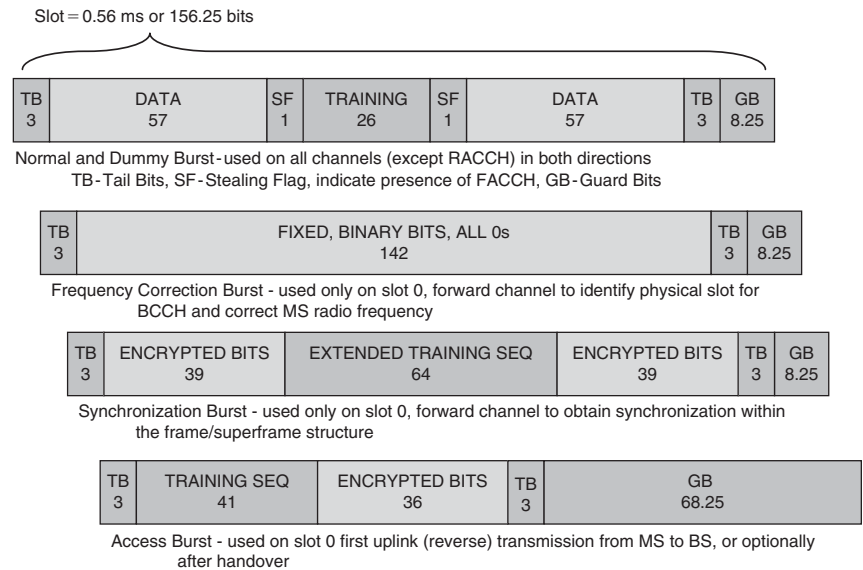 Slot = 0.56 ms or 156.25 bits
TB DATA SF TRAINING SF DATA TB GB
3 57 1 26 1 57 3 8.25
Normal and Dummy Burst-used on all channels (except RACCH) in both directions
TB-Tail Bits, SF-Stealing Flag, indicate presence of FACCH, GB-Guard Bits
TB FIXED, BINARY BITS, ALL 0s TB GB
3 142 3 8.25
Frequency Correction Burst - used only on slot 0, forward channel to identify physical slot for
BCCH and correct MS radio frequency
TB ENCRYPTED BITS EXTENDED TRAINING SEQ ENCRYPTED BITS TB GB
3 39 64 39 3 8.25
Synchronization Burst - used only on slot 0, forward channel to obtain synchronization within
the frame/superframe structure
TB TRAINING SEQ ENCRYPTED BITS TB GB
3 41 36 3 68.25
Access Burst - used on slot 0 first uplink (reverse) transmission from MS to BS, or optionally
after handover